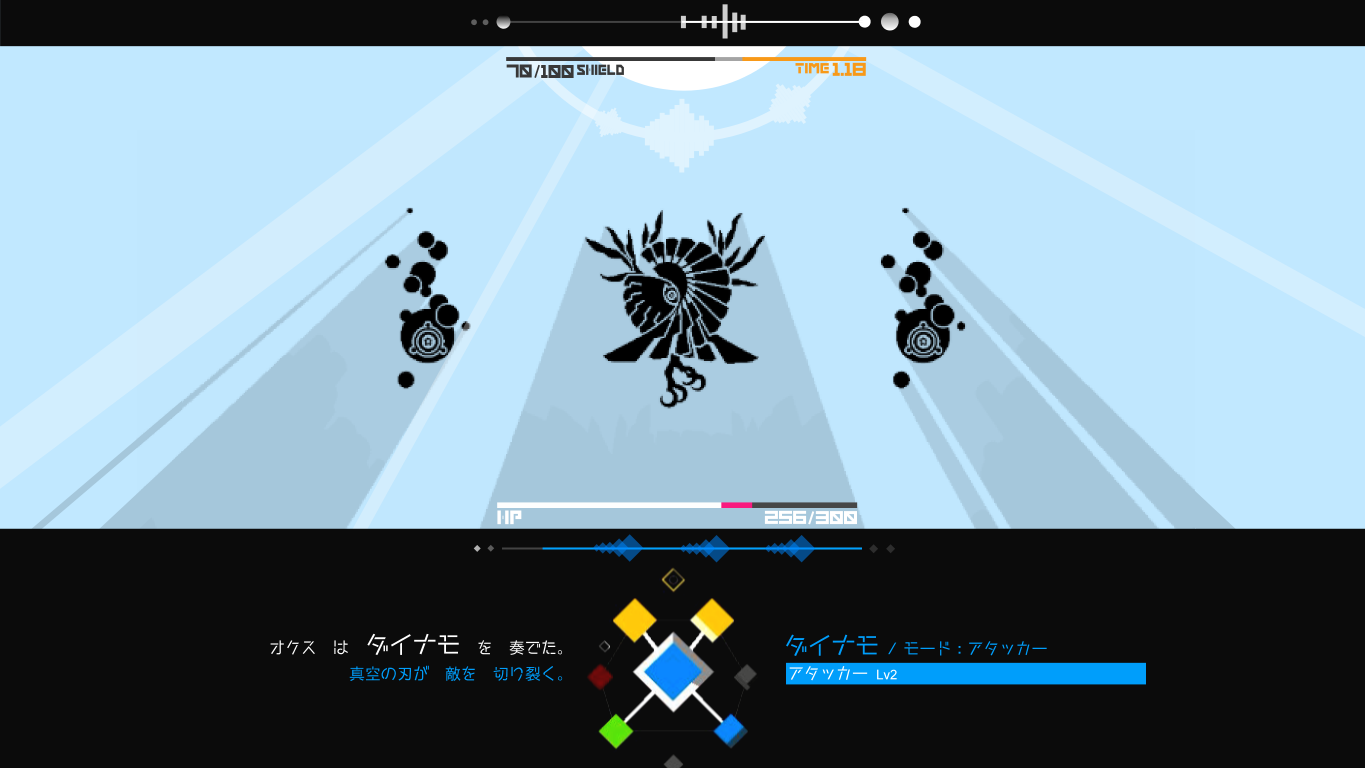 70/100 SHIELD
TIME 1.18
HP
256/300
オクス は ダイナモ を 奏でた。
真空の刃が 敵を 切り裂く。
ダイナモ / モード：アタッカー
アタッカー Lv2